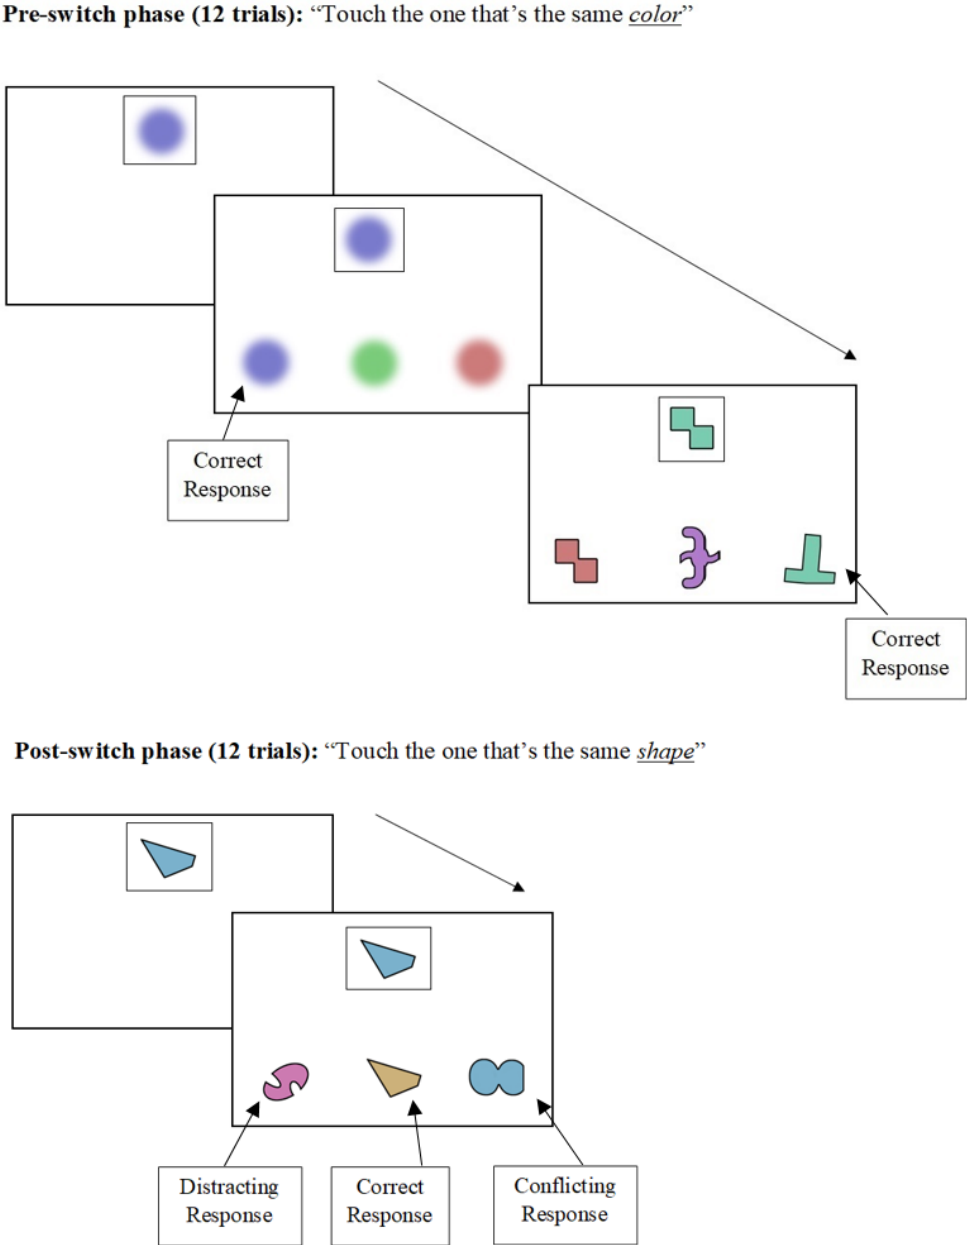 Pre-switch phase (12 trials): “Touch the one that’s the same color”
Correct
Response
Correct
Response
Post-switch phase (12 trials): “Touch the one that’s the same shape”
Distracting
Response
Correct
Response
Conflicting
Response